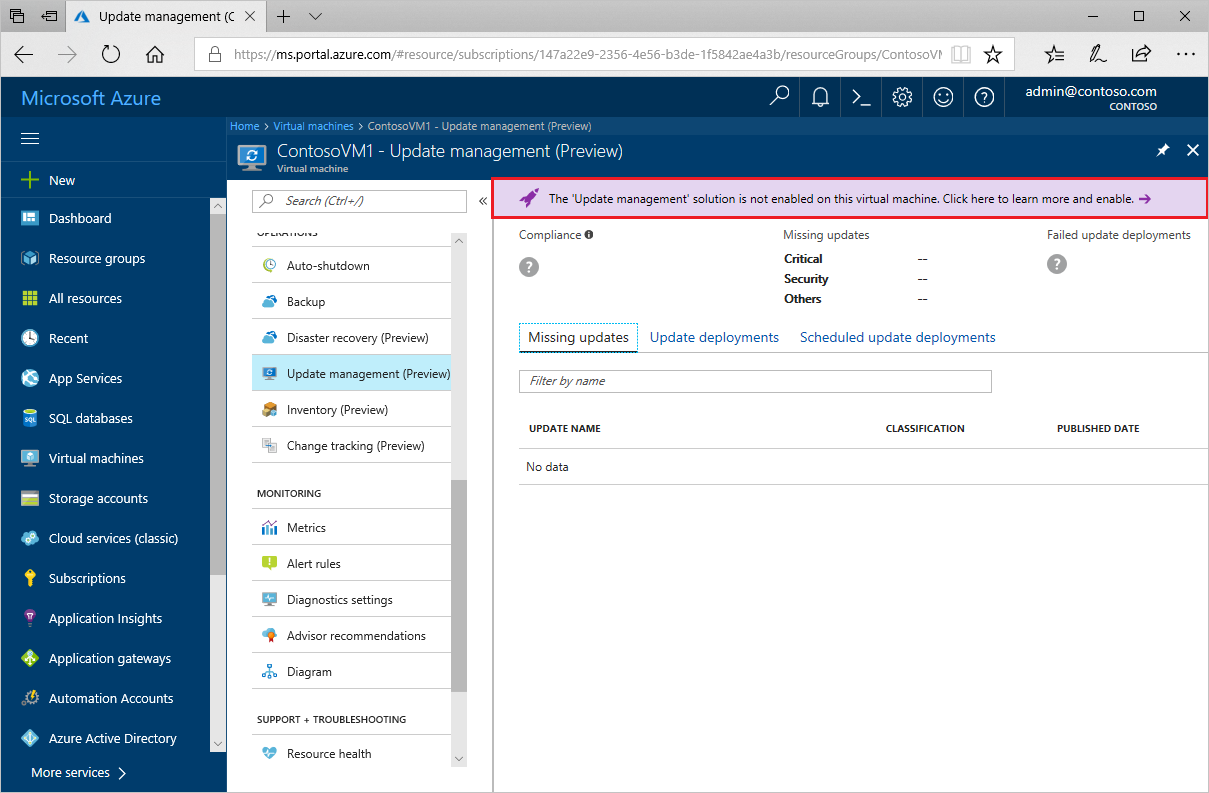 Update management (C
https://ms.portal.azure.com/#resource/subscriptions/147a22e9-2356-4e56-b3de-1f5842ae4a3b/resourceGroups/ContosoVM
Microsoft Azure
admin@contoso.com
CONTOSO
Home > Virtual machines > ContosoVM1 - Update management (Preview)
ContosoVM1 - Update management (Preview)
Virtual machine
New
Dashboard
Resource groups
All resources
Recent
App Services
SQL databases
Virtual machines
Storage accounts
Cloud services (classic)
Subscriptions
Application Insights
Application gateways
Automation Accounts
Azure Active Directory
More services >
Search (Ctrl+/)
«
OPERATIONS
Auto-shutdown
Backup
Disaster recovery (Preview)
Update management (Preview)
Inventory (Preview)
Change tracking (Preview)
MONITORING
Metrics
Alert rules
Diagnostics settings
Advisor recommendations
Diagram
SUPPORT + TROUBLESHOOTING
Resource health
The 'Update management' solution is not enabled on this virtual machine. Click here to learn more and enable. →
Compliance
?
Missing updates
Critical --
Security --
Others --
Failed update deployments
?
Missing updates Update deployments Scheduled update deployments
Filter by name
UPDATE NAME CLASSIFICATION PUBLISHED DATE
No data